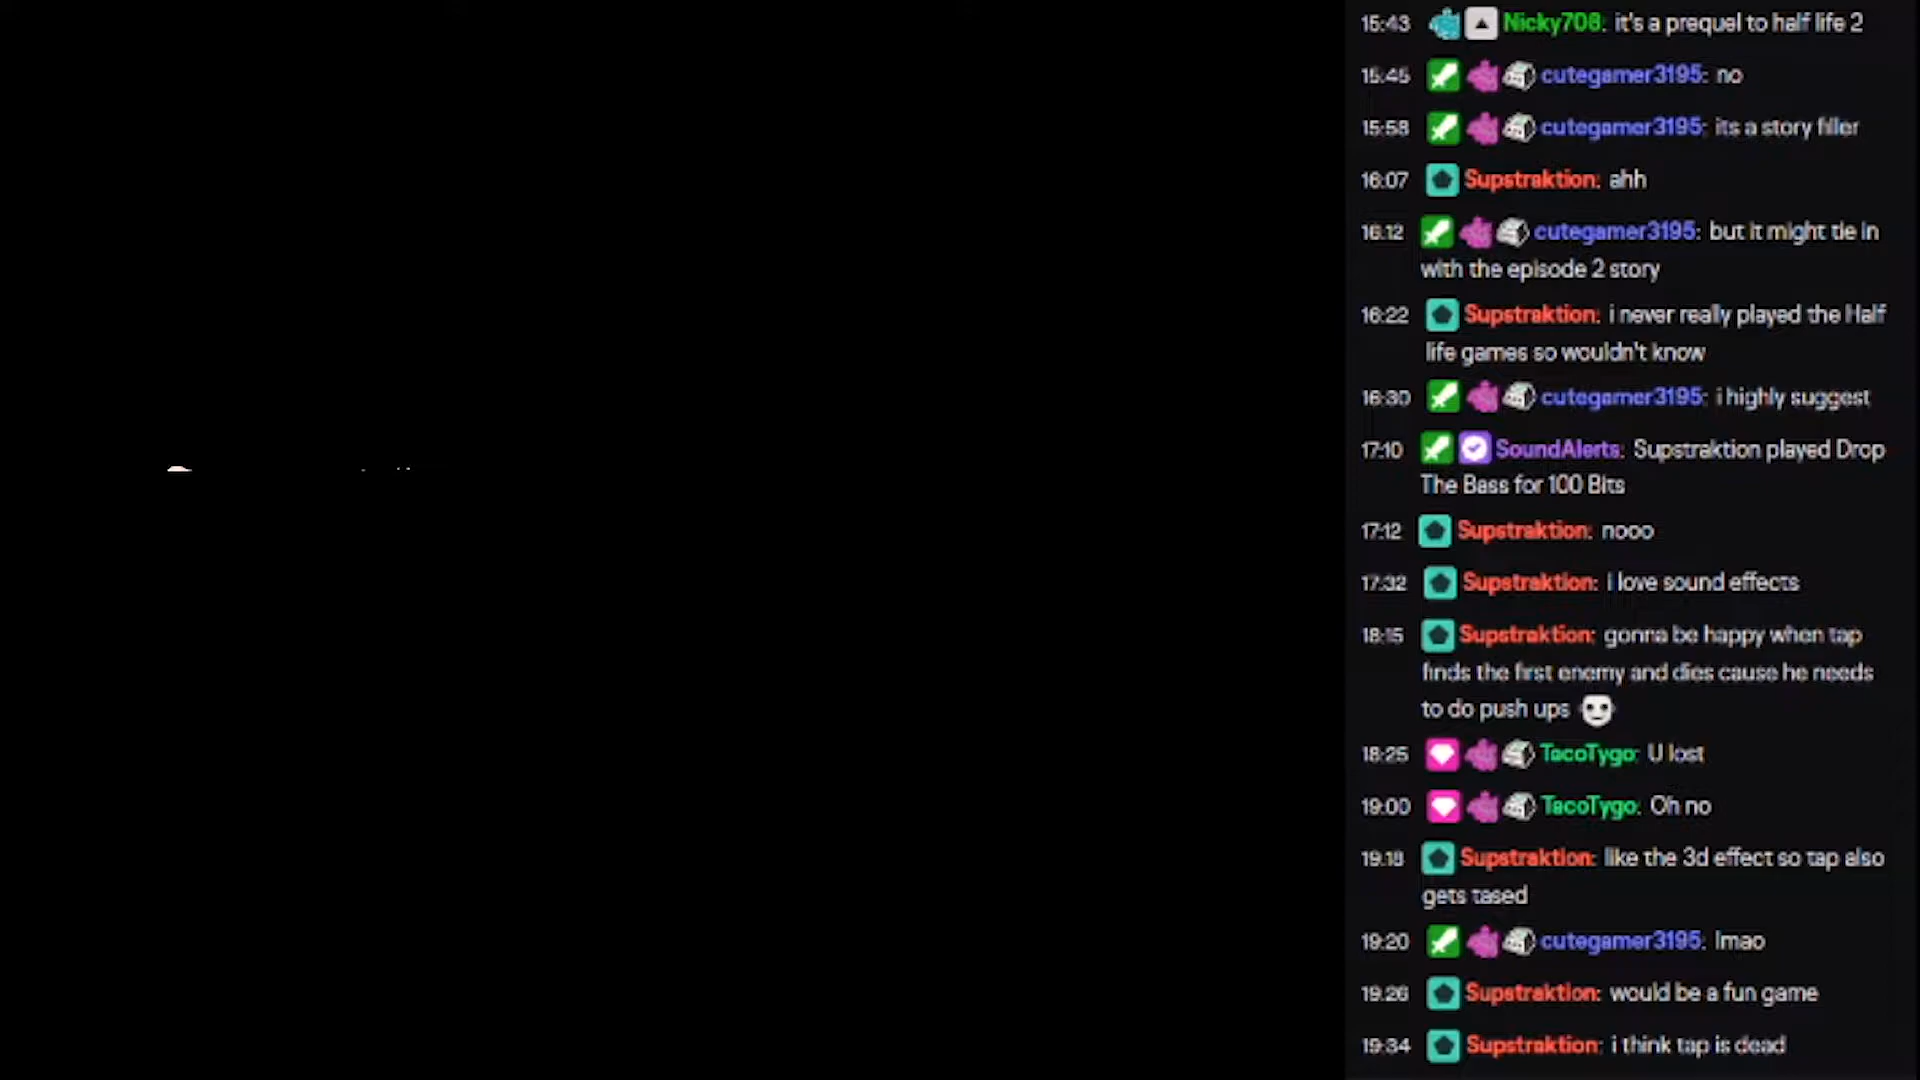 15:43 Nicky708: it's a prequel to half life 2
15:45 cutegamer3195: no
15:58 cutegamer3195: its a story filler
16:07 Supstraktion: ahh
16:12 cutegamer3195: but it might tie in
with the episode 2 story
16:22 Supstraktion: i never really played the Half
life games so wouldn't know
16:30 cutegamer3195: i highly suggest
17:10 SoundAlerts: Supstraktion played Drop
The Bass for 100 Bits
17:12 Supstraktion: nooo
17:32 Supstraktion: i love sound effects
18:15 Supstraktion: gonna be happy when tap
finds the first enemy and dies cause he needs
to do push ups
18:25 TacoTygo: U lost
19:00 TacoTygo: Oh no
19:18 Supstraktion: like the 3d effect so tap also
gets tased
19:20 cutegamer3195: lmao
19:26 Supstraktion: would be a fun game
19:34 Supstraktion: i think tap is dead